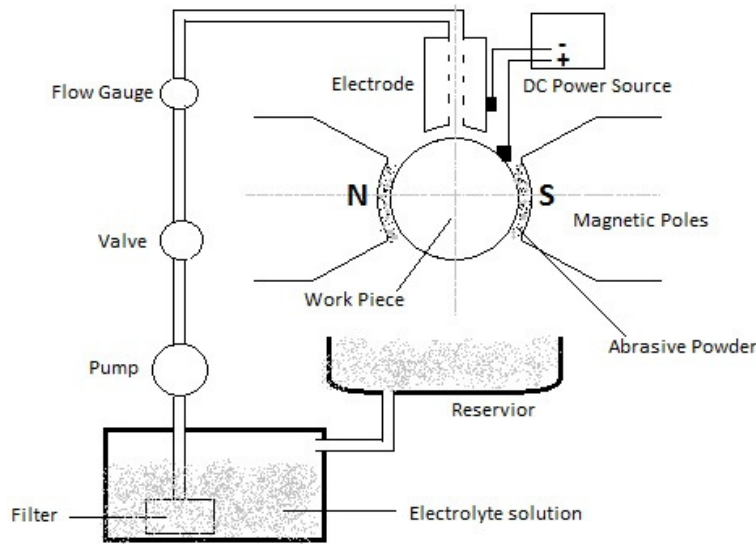 -
+
Electrode
DC Power Source
Flow Gauge
N
S
Magnetic Poles
Valve
Work Piece
Abrasive Powder
Pump
Reservior
Filter
Electrolyte solution